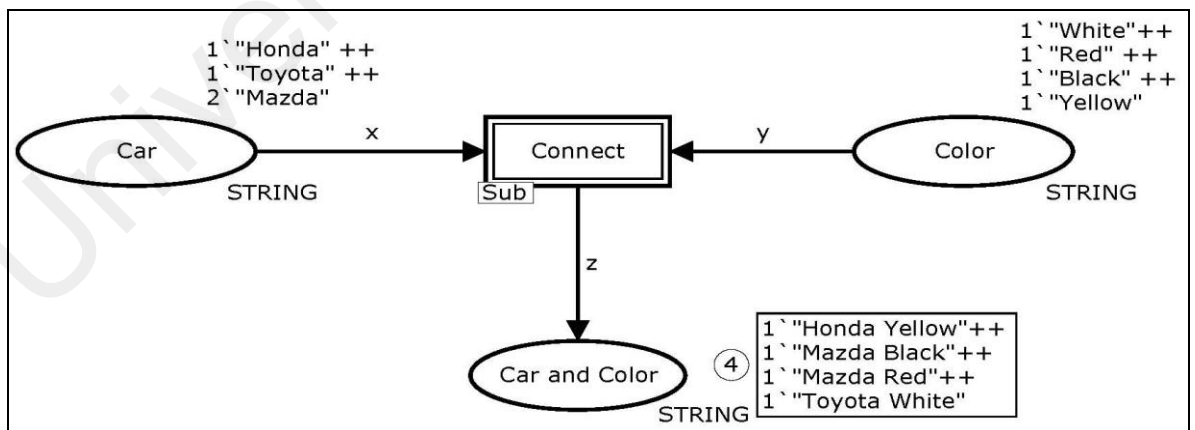 1`"Honda" ++
1`"Toyota" ++
2`"Mazda"
1`"White"++
1`"Red" ++
1`"Black" ++
1`"Yellow"
Car
x
Connect
y
Color
STRING
Sub
STRING
z
Car and Color
4
1`"Honda Yellow"++
1`"Mazda Black"++
1`"Mazda Red"++
1`"Toyota White"
STRING